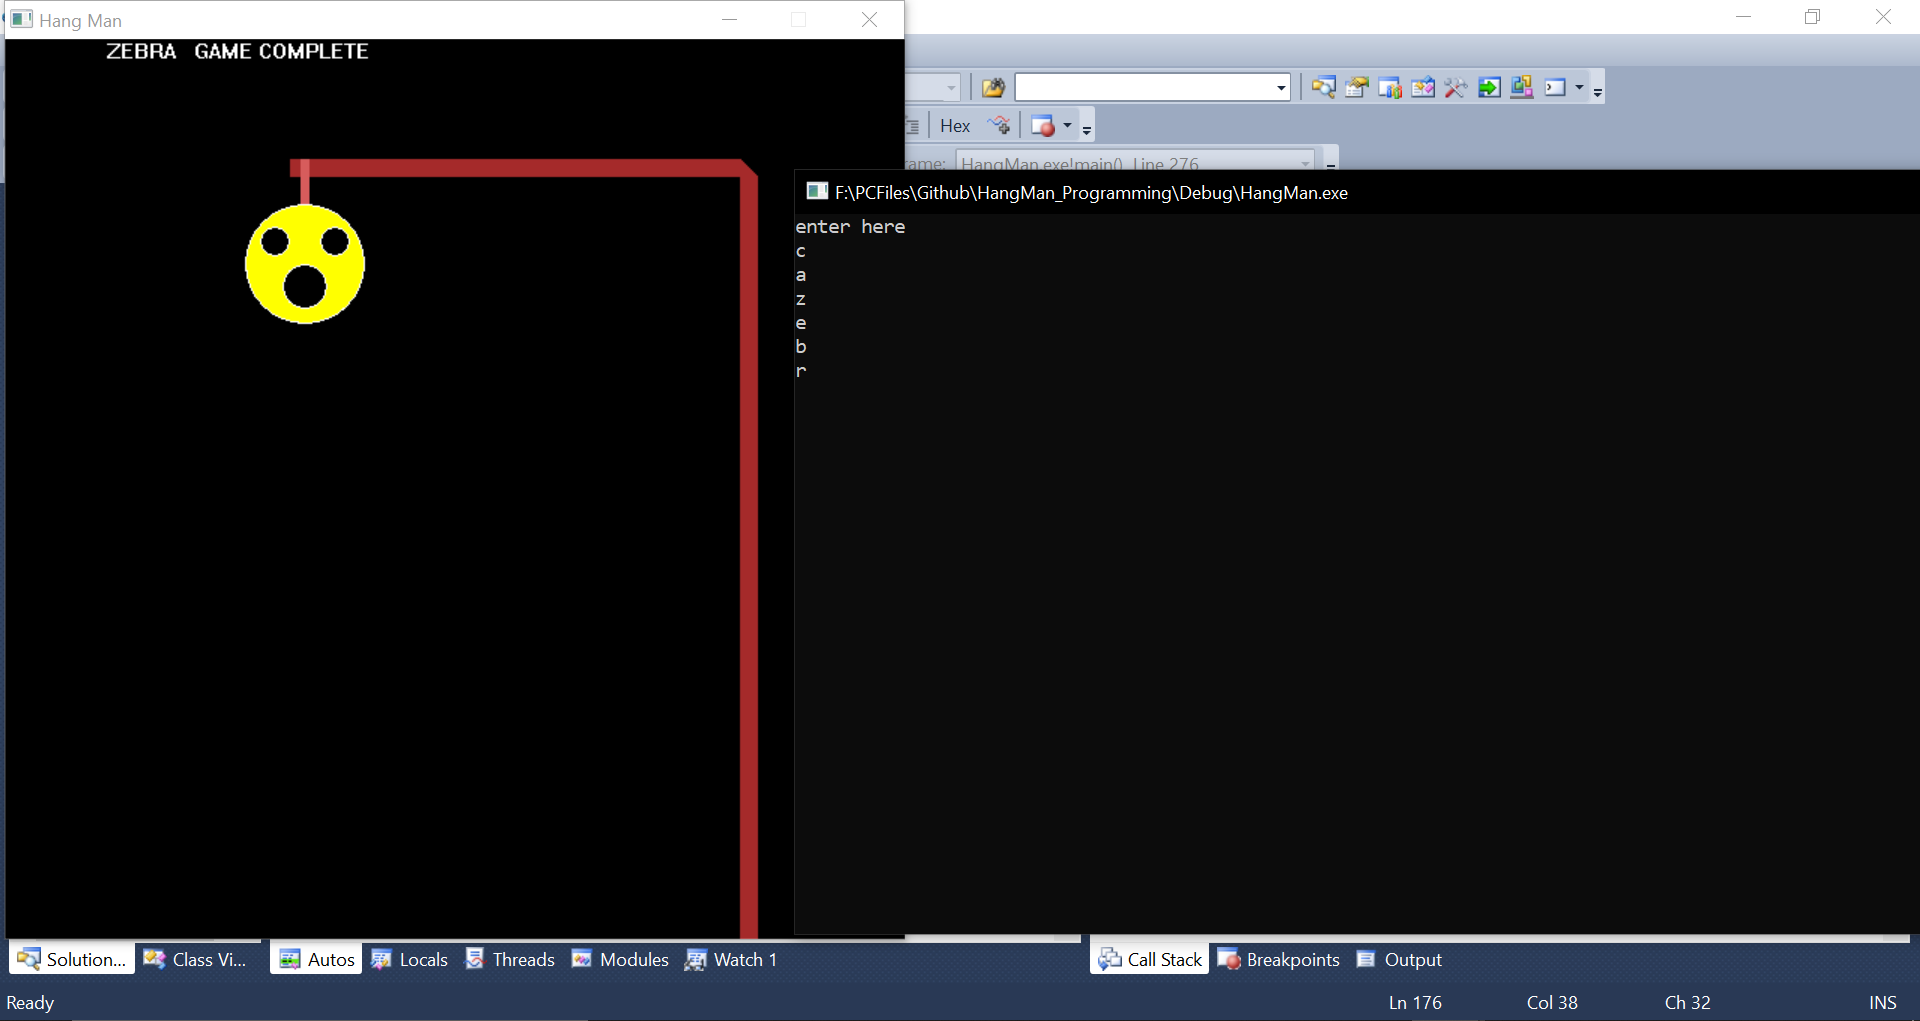 Hang Man
ZEBRA GAME COMPLETE
Hex
rame: HangMan.exe!main() Line 276
F:\PCFiles\Github\HangMan_Programming\Debug\HangMan.exe
enter here
c
a
z
e
b
r
Solution... Class Vi... Autos Locals Threads Modules Watch 1 Call Stack Breakpoints Output
Ready Ln 176 Col 38 Ch 32 INS